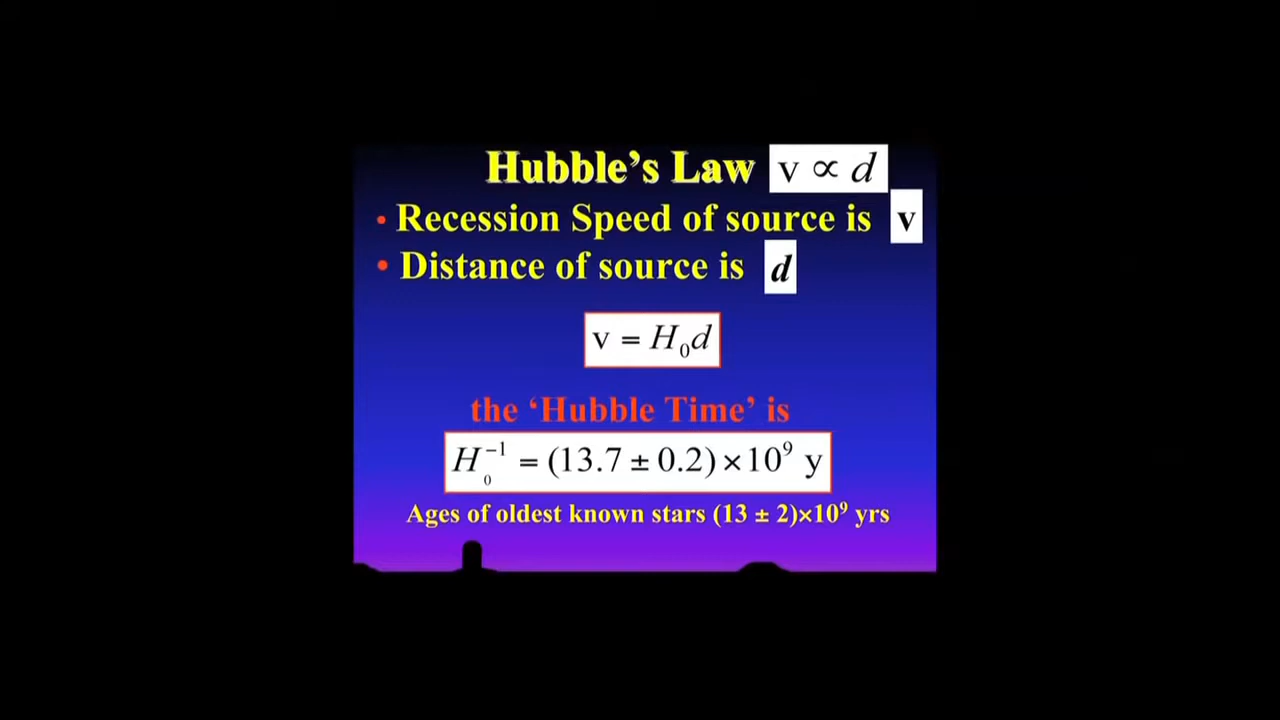 Hubble’s Law v ∝ d
• Recession Speed of source is v
• Distance of source is d
v = H₀d
the ‘Hubble Time’ is
H₀⁻¹ = (13.7 ± 0.2) × 10⁹ y
Ages of oldest known stars (13 ± 2)×10⁹ yrs